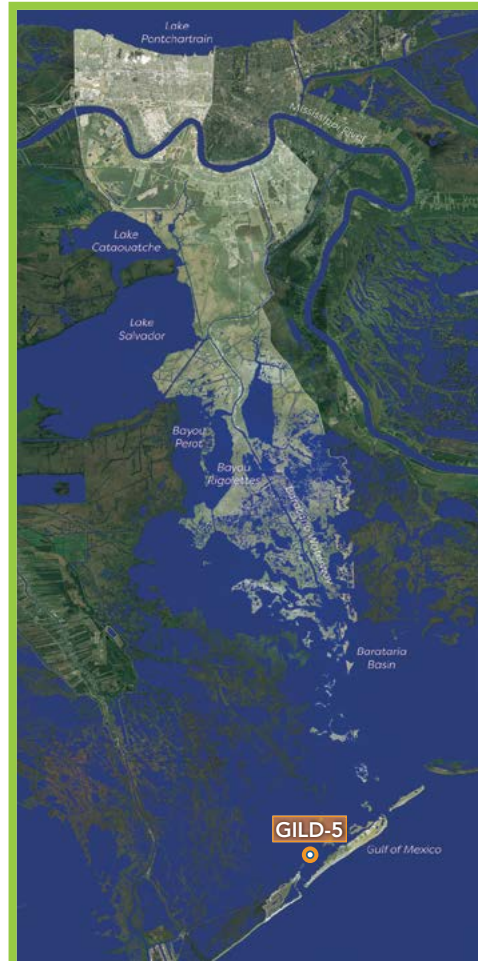 Lake
Pontchartrain
Mississippi River
Lake
Cataouatche
Lake
Salvador
Bayou
Perot
Bayou
Rigolettes
Barataria Waterway
Barataria
Basin
GILD-5
Gulf of Mexico